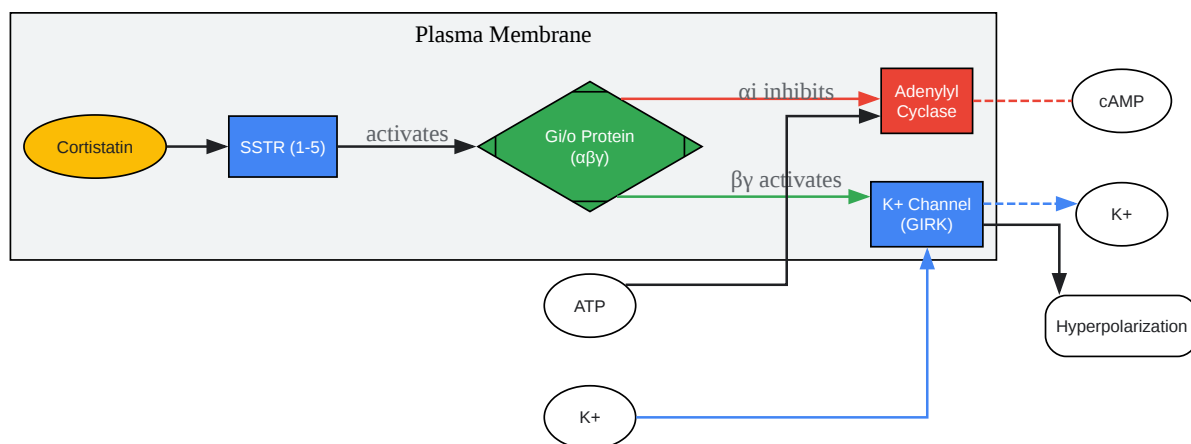 Plasma Membrane
Cortistatin
SSTR (1-5)
activates
Gi/o Protein
(αβγ)
αi inhibits
βγ activates
Adenylyl
Cyclase
K+ Channel
(GIRK)
cAMP
K+
Hyperpolarization
ATP
K+